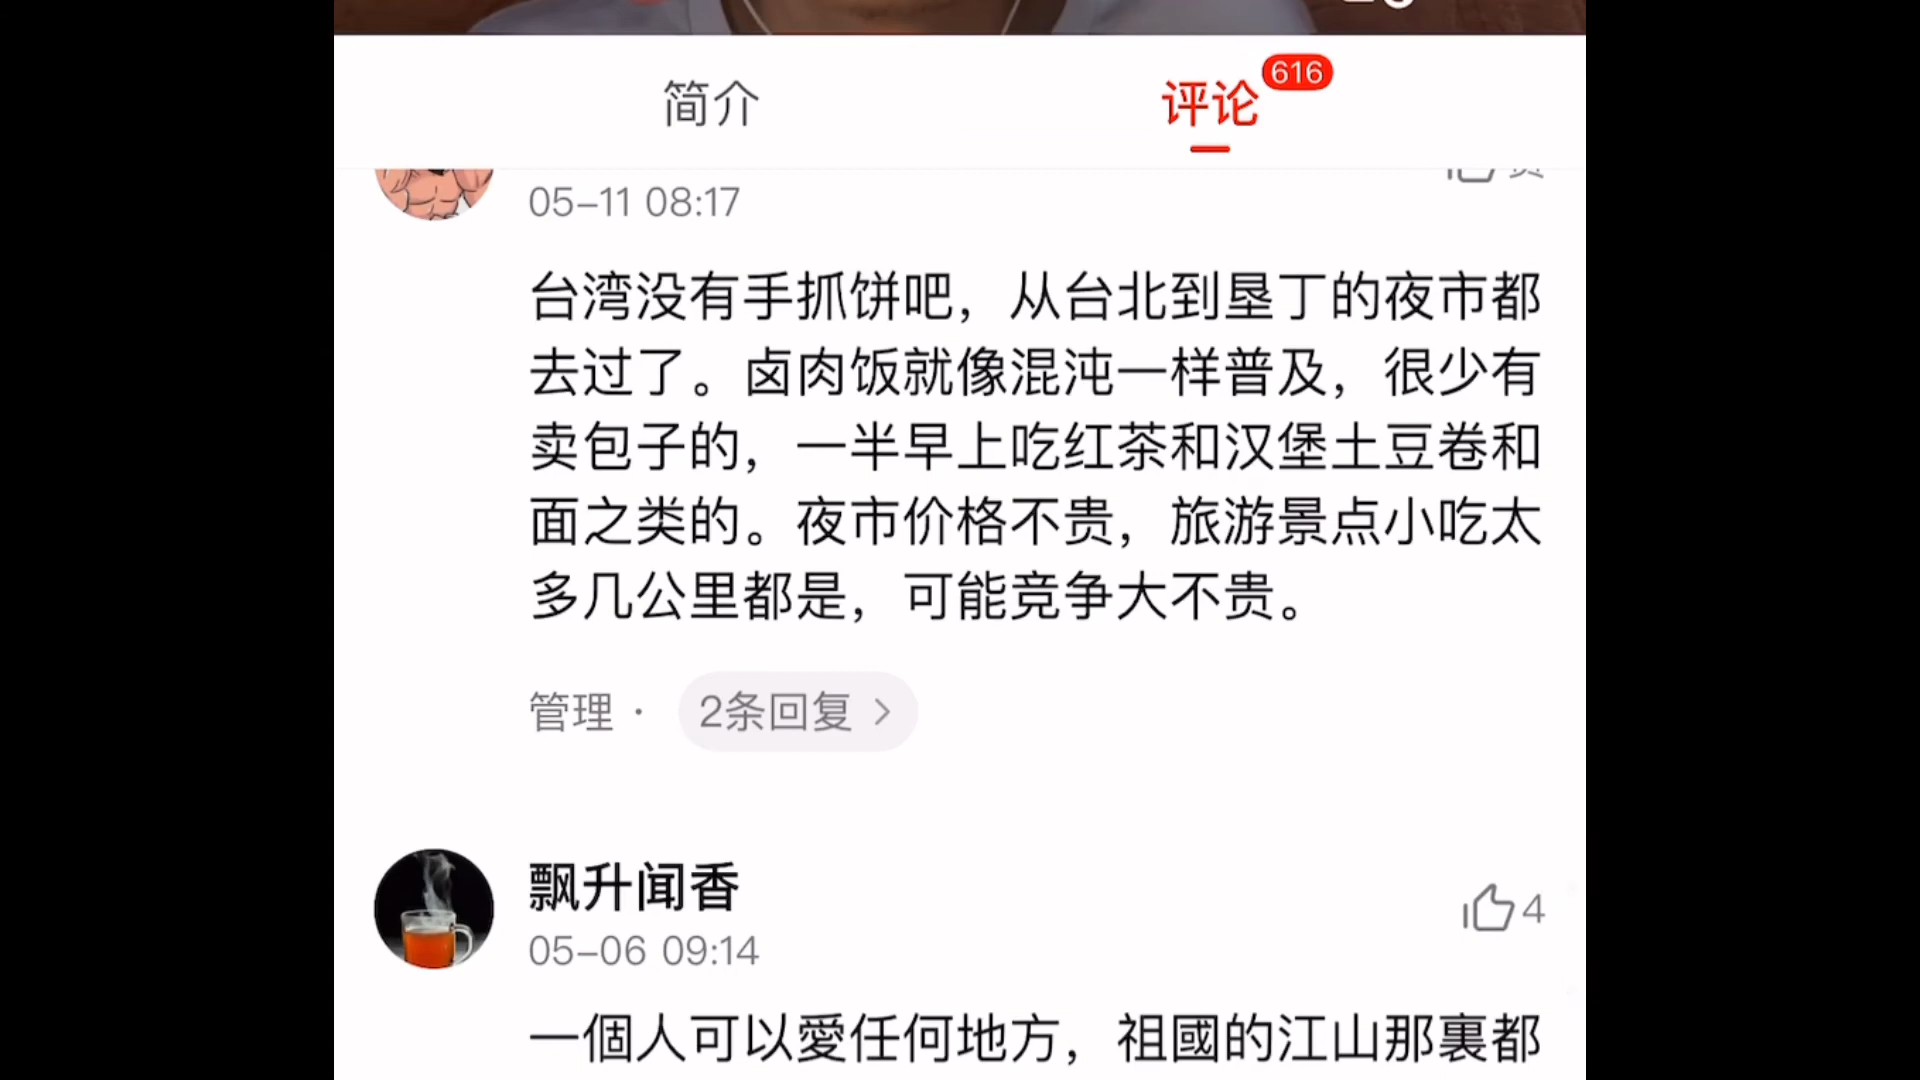 简介
评论
616
05-11 08:17
台湾没有手抓饼吧，从台北到垦丁的夜市都
去过了。卤肉饭就像混沌一样普及，很少有
卖包子的，一半早上吃红茶和汉堡土豆卷和
面之类的。夜市价格不贵，旅游景点小吃太
多几公里都是，可能竞争大不贵。
管理 · 2条回复 >
飘升闻香
4
05-06 09:14
一個人可以愛任何地方，祖國的江山那裏都